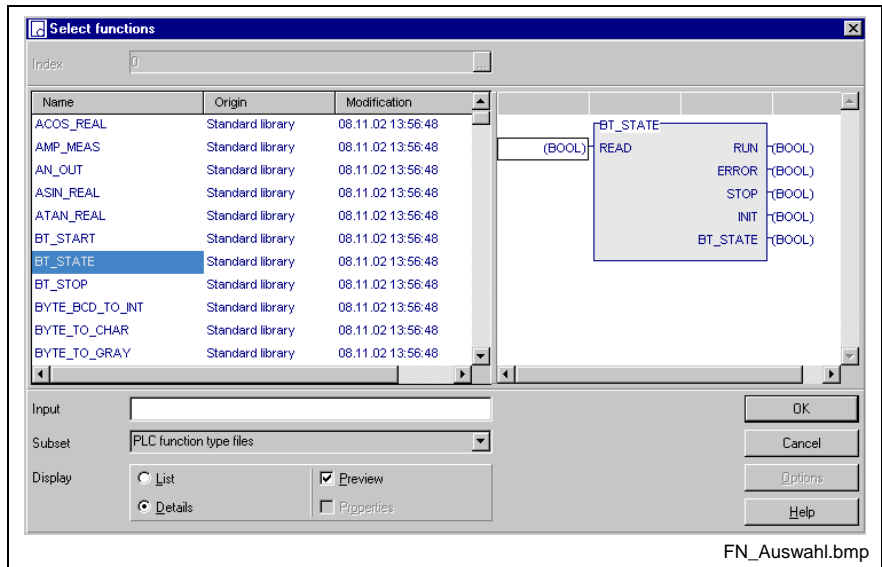 Select functions
Index 0 ...
Name Origin Modification
ACOS_REAL Standard library 08.11.02 13:56:48
AMP_MEAS Standard library 08.11.02 13:56:48
AN_OUT Standard library 08.11.02 13:56:48
ASIN_REAL Standard library 08.11.02 13:56:48
ATAN_REAL Standard library 08.11.02 13:56:48
BT_START Standard library 08.11.02 13:56:48
BT_STATE Standard library 08.11.02 13:56:48
BT_STOP Standard library 08.11.02 13:56:48
BYTE_BCD_TO_INT Standard library 08.11.02 13:56:48
BYTE_TO_CHAR Standard library 08.11.02 13:56:48
BYTE_TO_GRAY Standard library 08.11.02 13:56:48
BT_STATE
(BOOL) READ RUN (BOOL)
ERROR (BOOL)
STOP (BOOL)
INIT (BOOL)
BT_STATE (BOOL)
Input
OK
Subset PLC function type files
Cancel
Display List Preview
Options
Details Properties
Help
FN_Auswahl.bmp